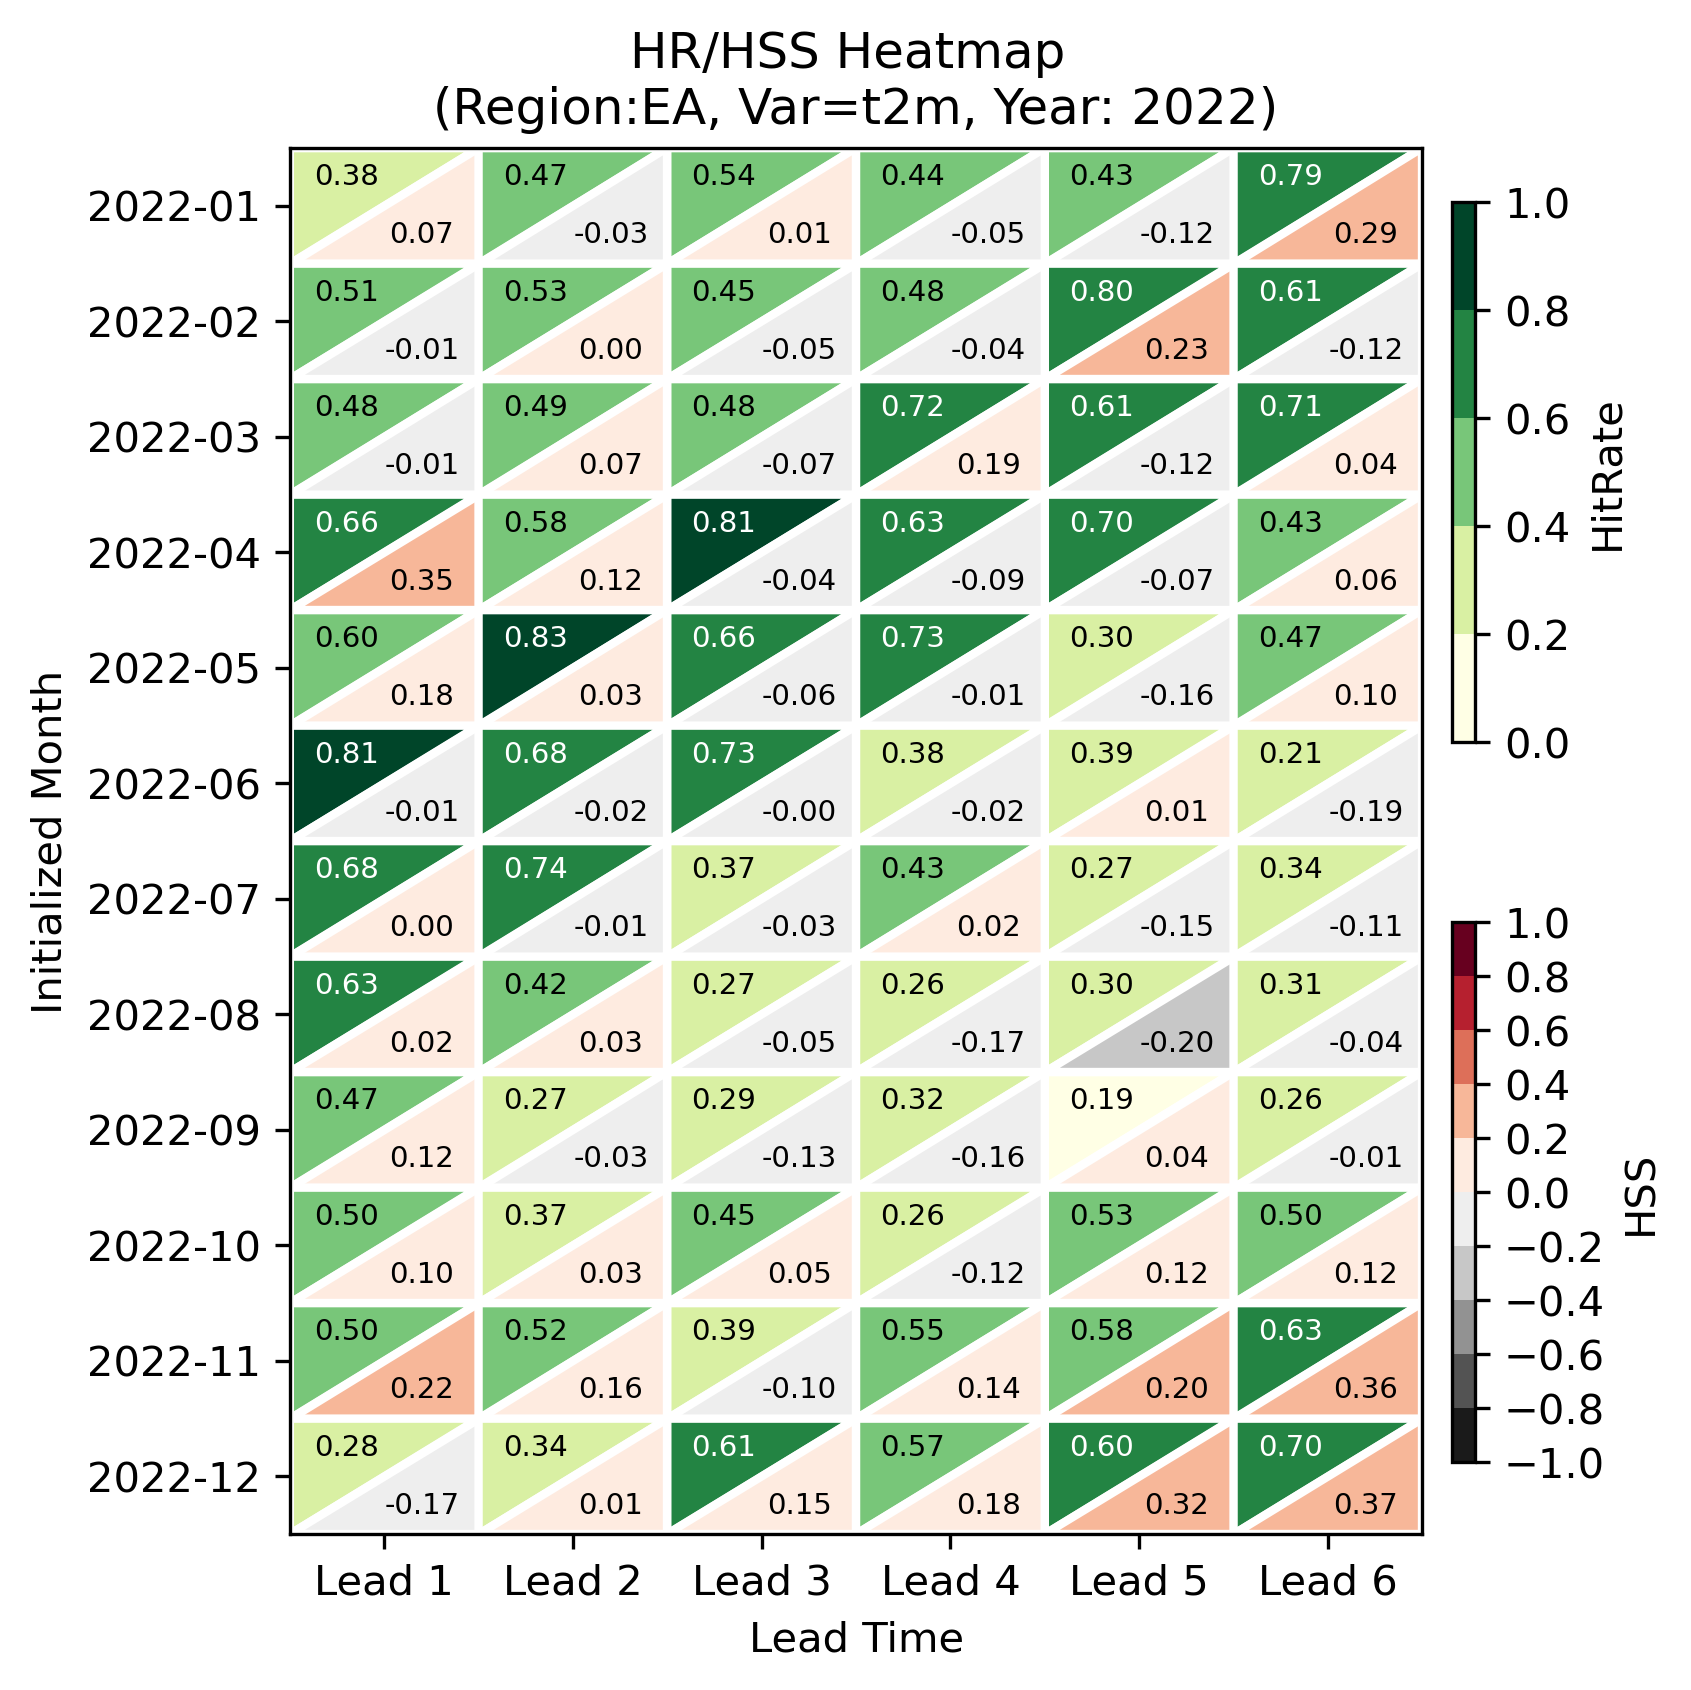 HR/HSS Heatmap
(Region:EA, Var=t2m, Year: 2022)
Initialized Month
2022-01
0.38 0.47 0.54 0.44 0.43 0.79
0.07 -0.03 0.01 -0.05 -0.12 0.29
2022-02
0.51 0.53 0.45 0.48 0.80 0.61
-0.01 0.00 -0.05 -0.04 0.23 -0.12
2022-03
0.48 0.49 0.48 0.72 0.61 0.71
-0.01 0.07 -0.07 0.19 -0.12 0.04
2022-04
0.66 0.58 0.81 0.63 0.70 0.43
0.35 0.12 -0.04 -0.09 -0.07 0.06
2022-05
0.60 0.83 0.66 0.73 0.30 0.47
0.18 0.03 -0.06 -0.01 -0.16 0.10
2022-06
0.81 0.68 0.73 0.38 0.39 0.21
-0.01 -0.02 -0.00 -0.02 0.01 -0.19
2022-07
0.68 0.74 0.37 0.43 0.27 0.34
0.00 -0.01 -0.03 0.02 -0.15 -0.11
2022-08
0.63 0.42 0.27 0.26 0.30 0.31
0.02 0.03 -0.05 -0.17 -0.20 -0.04
2022-09
0.47 0.27 0.29 0.32 0.19 0.26
0.12 -0.03 -0.13 -0.16 0.04 -0.01
2022-10
0.50 0.37 0.45 0.26 0.53 0.50
0.10 0.03 0.05 -0.12 0.12 0.12
2022-11
0.50 0.52 0.39 0.55 0.58 0.63
0.22 0.16 -0.10 0.14 0.20 0.36
2022-12
0.28 0.34 0.61 0.57 0.60 0.70
-0.17 0.01 0.15 0.18 0.32 0.37
Lead 1 Lead 2 Lead 3 Lead 4 Lead 5 Lead 6
Lead Time
1.0
0.8
0.6
0.4
0.2
0.0
HitRate
1.0
0.8
0.6
0.4
0.2
0.0
−0.2
−0.4
−0.6
−0.8
−1.0
HSS